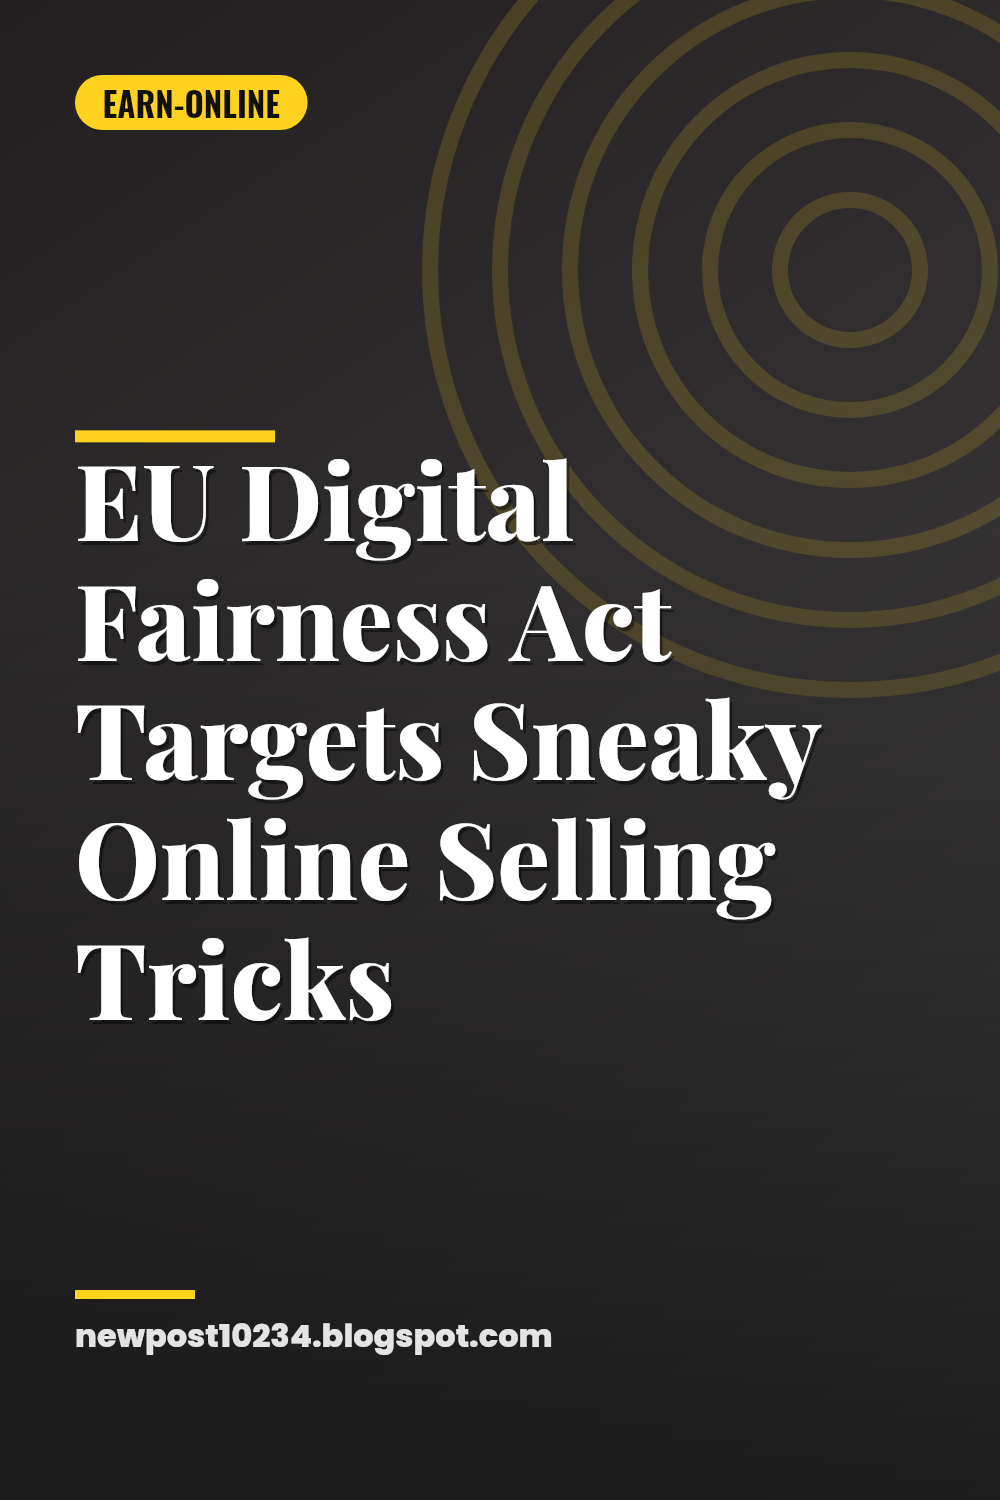 EARN-ONLINE
EU Digital
Fairness Act
Targets Sneaky
Online Selling
Tricks
newpost10234.blogspot.com